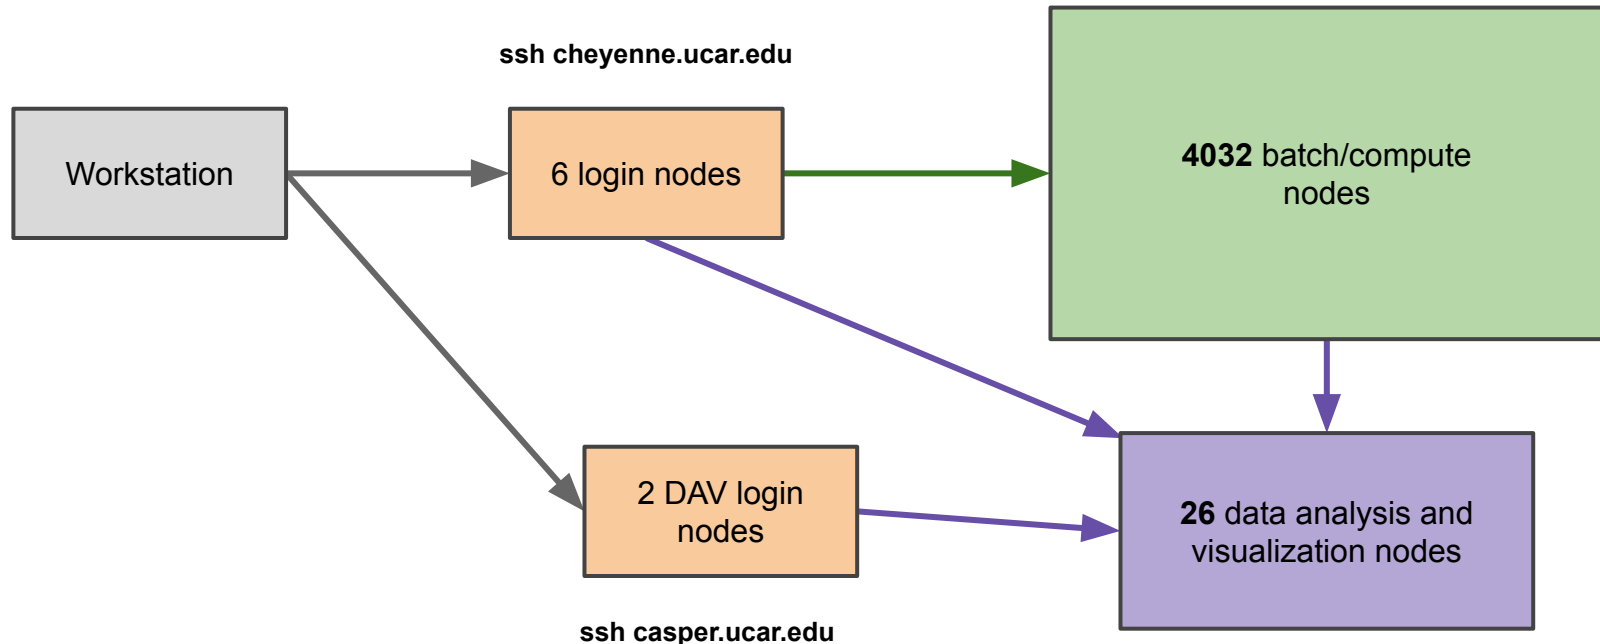 ssh cheyenne.ucar.edu
Workstation
6 login nodes
4032 batch/compute
nodes
2 DAV login
nodes
26 data analysis and
visualization nodes
ssh casper.ucar.edu